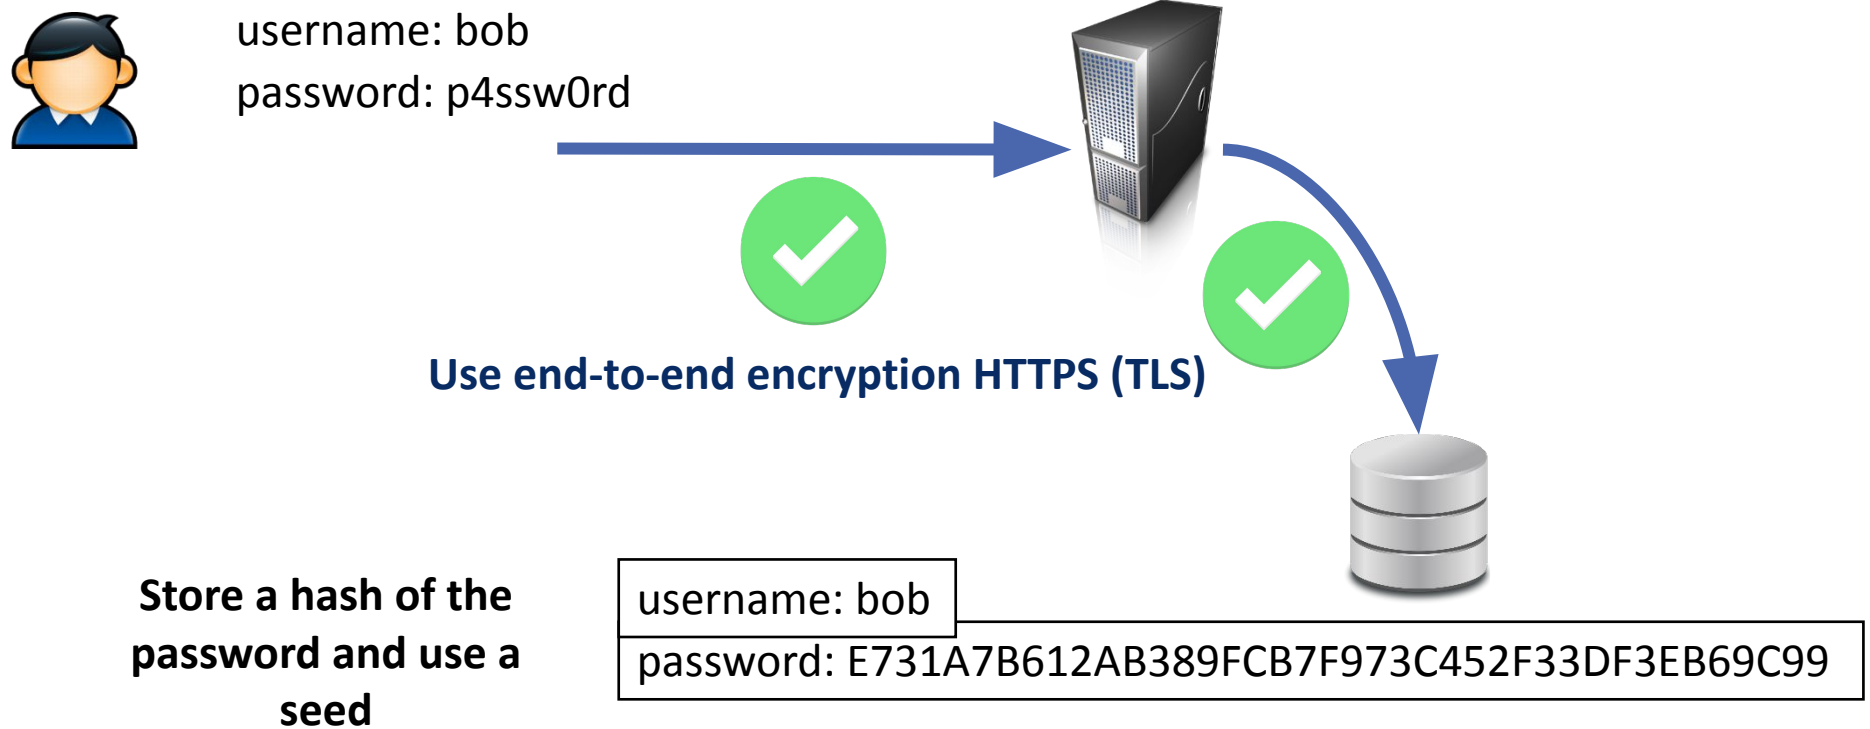 username: bob
password: p4ssw0rd
Use end-to-end encryption HTTPS (TLS)
Store a hash of the
password and use a
seed
username: bob
password: E731A7B612AB389FCB7F973C452F33DF3EB69C99